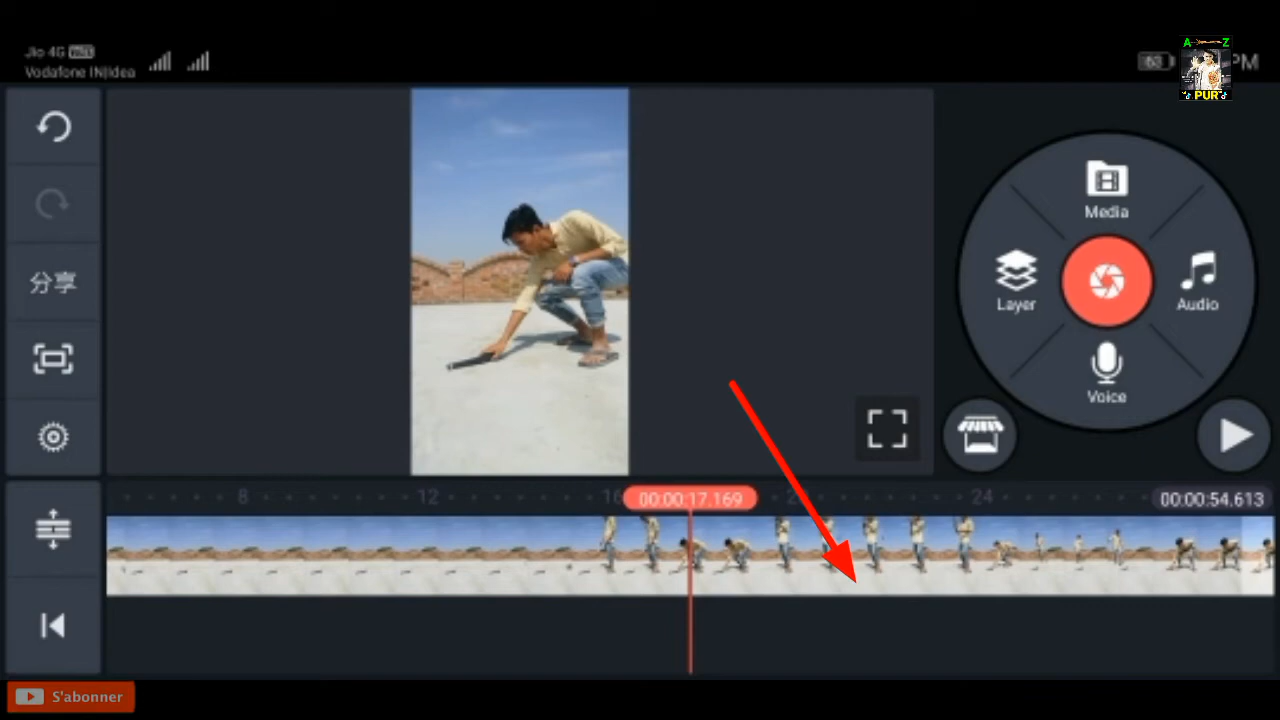 Jio 4G VoLTE
Vodafone IN|Idea
63
PM
A Z
PUR
分享
Media
Layer
Audio
Voice
8
12
16
00:00:17.169
24
00:00:54.613
S'abonner